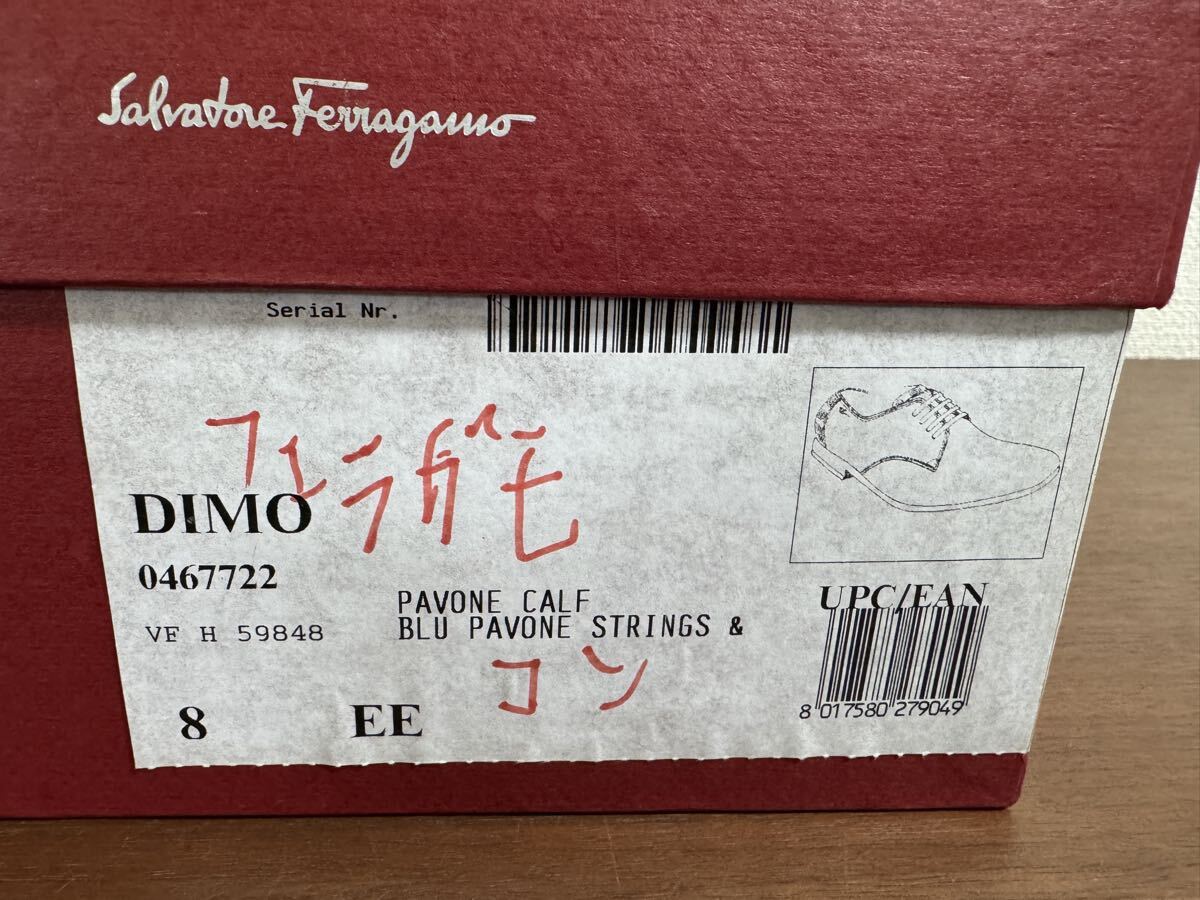 Salvatore Ferragamo
Serial Nr.
フェラガモ
DIMO
0467722
PAVONE CALF
VF H 59848
BLU PAVONE STRINGS &
UPC/EAN
コン
8 EE
8 017580 279049